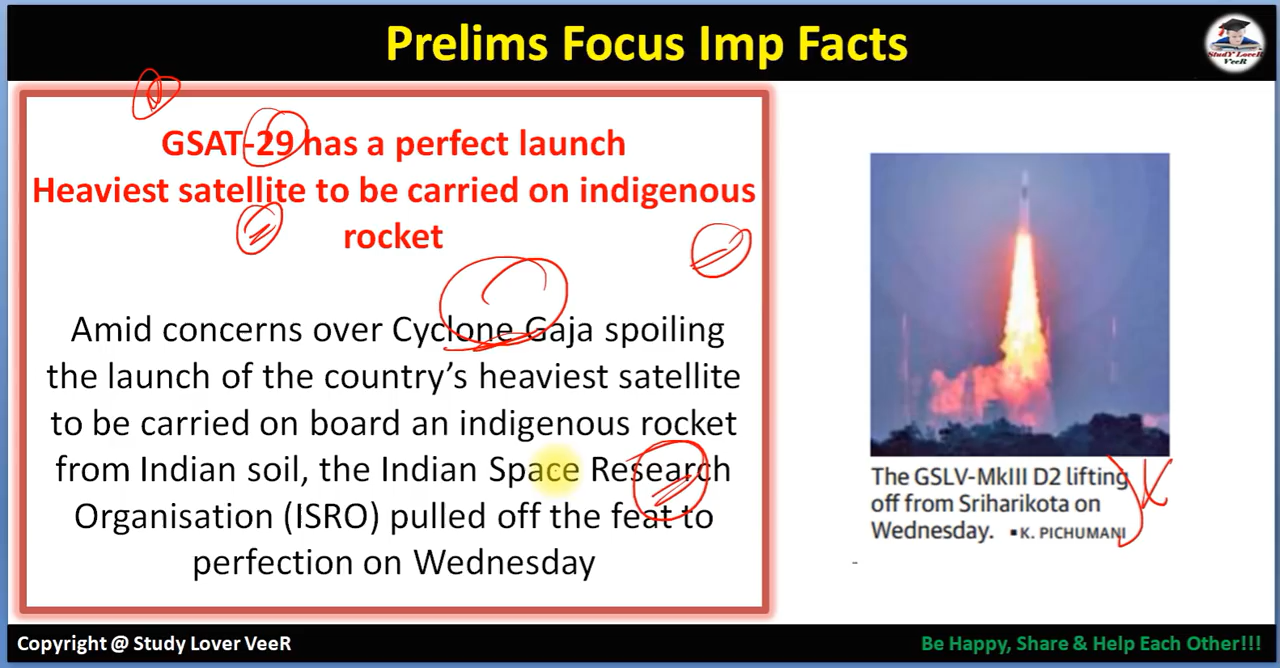 Prelims Focus Imp Facts
StudY LoveR
VeeR
GSAT-29 has a perfect launch
Heaviest satellite to be carried on indigenous
rocket
Amid concerns over Cyclone Gaja spoiling
the launch of the country’s heaviest satellite
to be carried on board an indigenous rocket
from Indian soil, the Indian Space Research
Organisation (ISRO) pulled off the feat to
perfection on Wednesday
The GSLV-MkIII D2 lifting
off from Sriharikota on
Wednesday. ▪K. PICHUMANI
Copyright @ Study Lover VeeR
Be Happy, Share & Help Each Other!!!